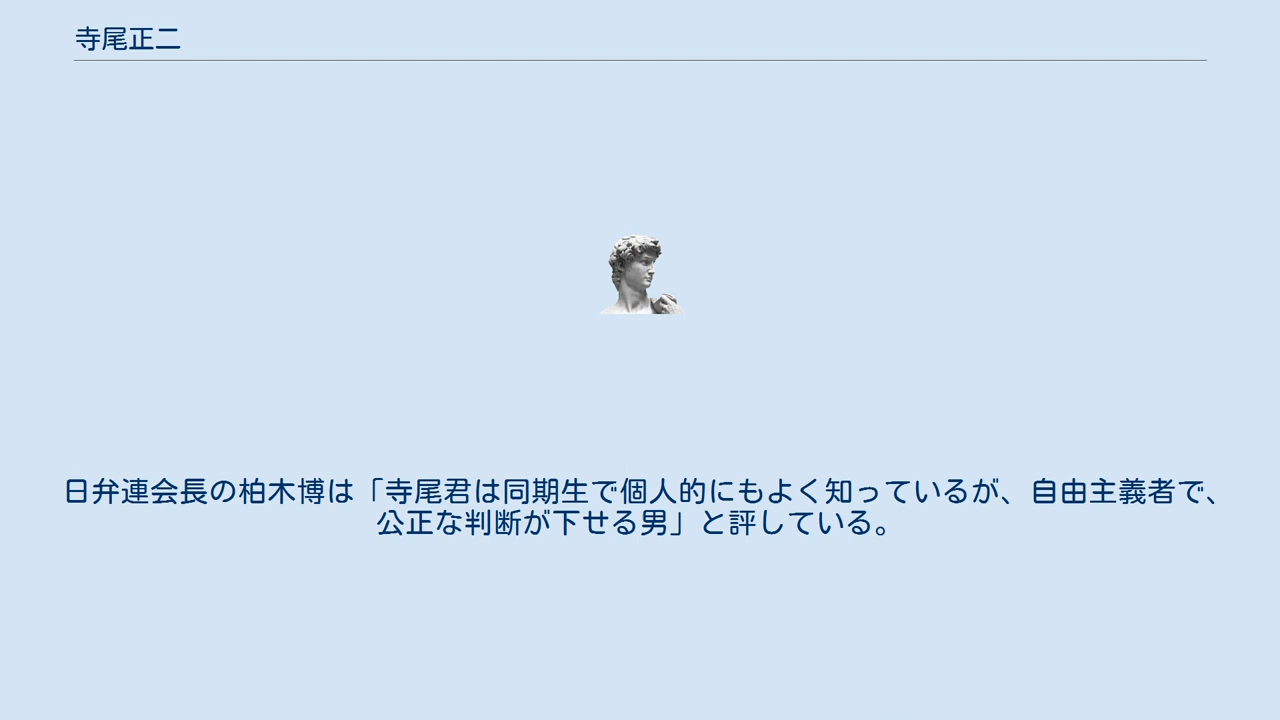 寺尾正二
日弁連会長の柏木博は「寺尾君は同期生で個人的にもよく知っているが、自由主義者で、
公正な判断が下せる男」と評している。